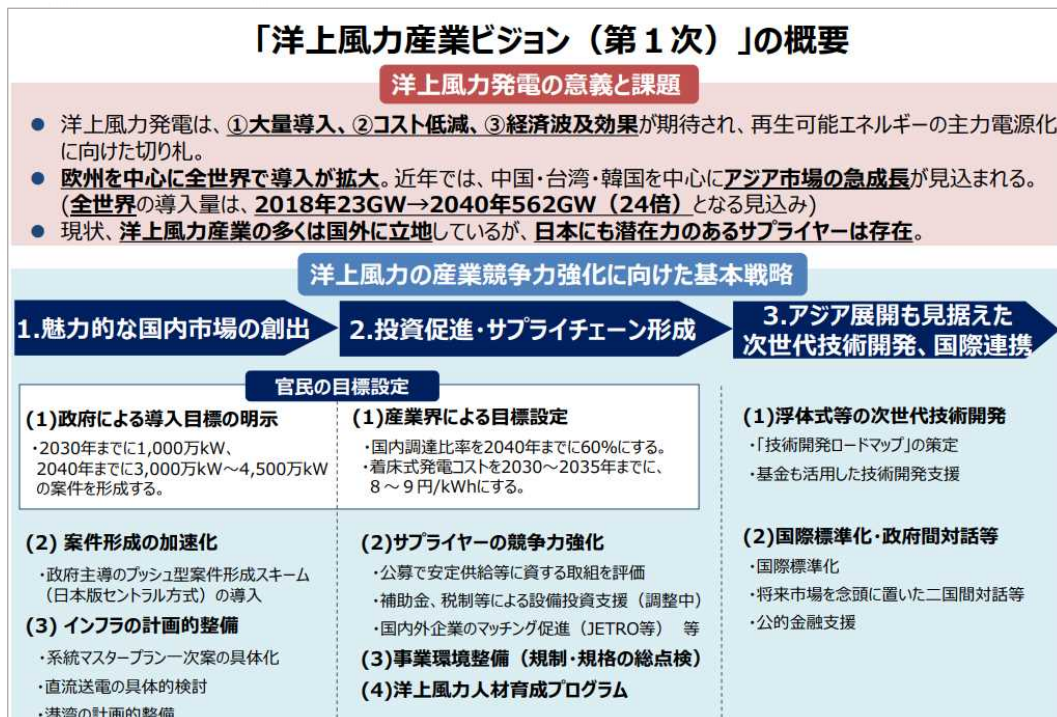 「洋上風力産業ビジョン（第１次）」の概要
洋上風力発電の意義と課題
● 洋上風力発電は、①大量導入、②コスト低減、③経済波及効果が期待され、再生可能エネルギーの主力電源化
に向けた切り札。
● 欧州を中心に全世界で導入が拡大。近年では、中国・台湾・韓国を中心にアジア市場の急成長が見込まれる。
(全世界の導入量は、2018年23GW→2040年562GW（24倍）となる見込み)
● 現状、洋上風力産業の多くは国外に立地しているが、日本にも潜在力のあるサプライヤーは存在。
洋上風力の産業競争力強化に向けた基本戦略
1.魅力的な国内市場の創出
2.投資促進・サプライチェーン形成
3.アジア展開も見据えた
次世代技術開発、国際連携
官民の目標設定
(1)政府による導入目標の明示
・2030年までに1,000万kW、
2040年までに3,000万kW～4,500万kW
の案件を形成する。
(2) 案件形成の加速化
・政府主導のプッシュ型案件形成スキーム
（日本版セントラル方式）の導入
(3) インフラの計画的整備
・系統マスタープラン一次案の具体化
・直流送電の具体的検討
・港湾の計画的整備
(1)産業界による目標設定
・国内調達比率を2040年までに60%にする。
・着床式発電コストを2030～2035年までに、
８～９円/kWhにする。
(2)サプライヤーの競争力強化
・公募で安定供給等に資する取組を評価
・補助金、税制等による設備投資支援（調整中）
・国内外企業のマッチング促進（JETRO等） 等
(3)事業環境整備（規制・規格の総点検）
(4)洋上風力人材育成プログラム
(1)浮体式等の次世代技術開発
・「技術開発ロードマップ」の策定
・基金も活用した技術開発支援
(2)国際標準化・政府間対話等
・国際標準化
・将来市場を念頭に置いた二国間対話等
・公的金融支援